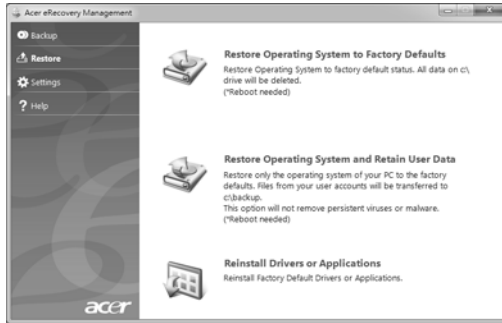 Acer eRecovery Management
Backup
Restore
Settings
? Help
Restore Operating System to Factory Defaults
Restore Operating System to factory default status. All data on c:\
drive will be deleted.
(*Reboot needed)
Restore Operating System and Retain User Data
Restore only the operating system of your PC to the factory
defaults. Files from your user accounts will be transferred to
c:\backup.
This option will not remove persistent viruses or malware.
(*Reboot needed)
Reinstall Drivers or Applications
Reinstall Factory Default Drivers or Applications.
acer